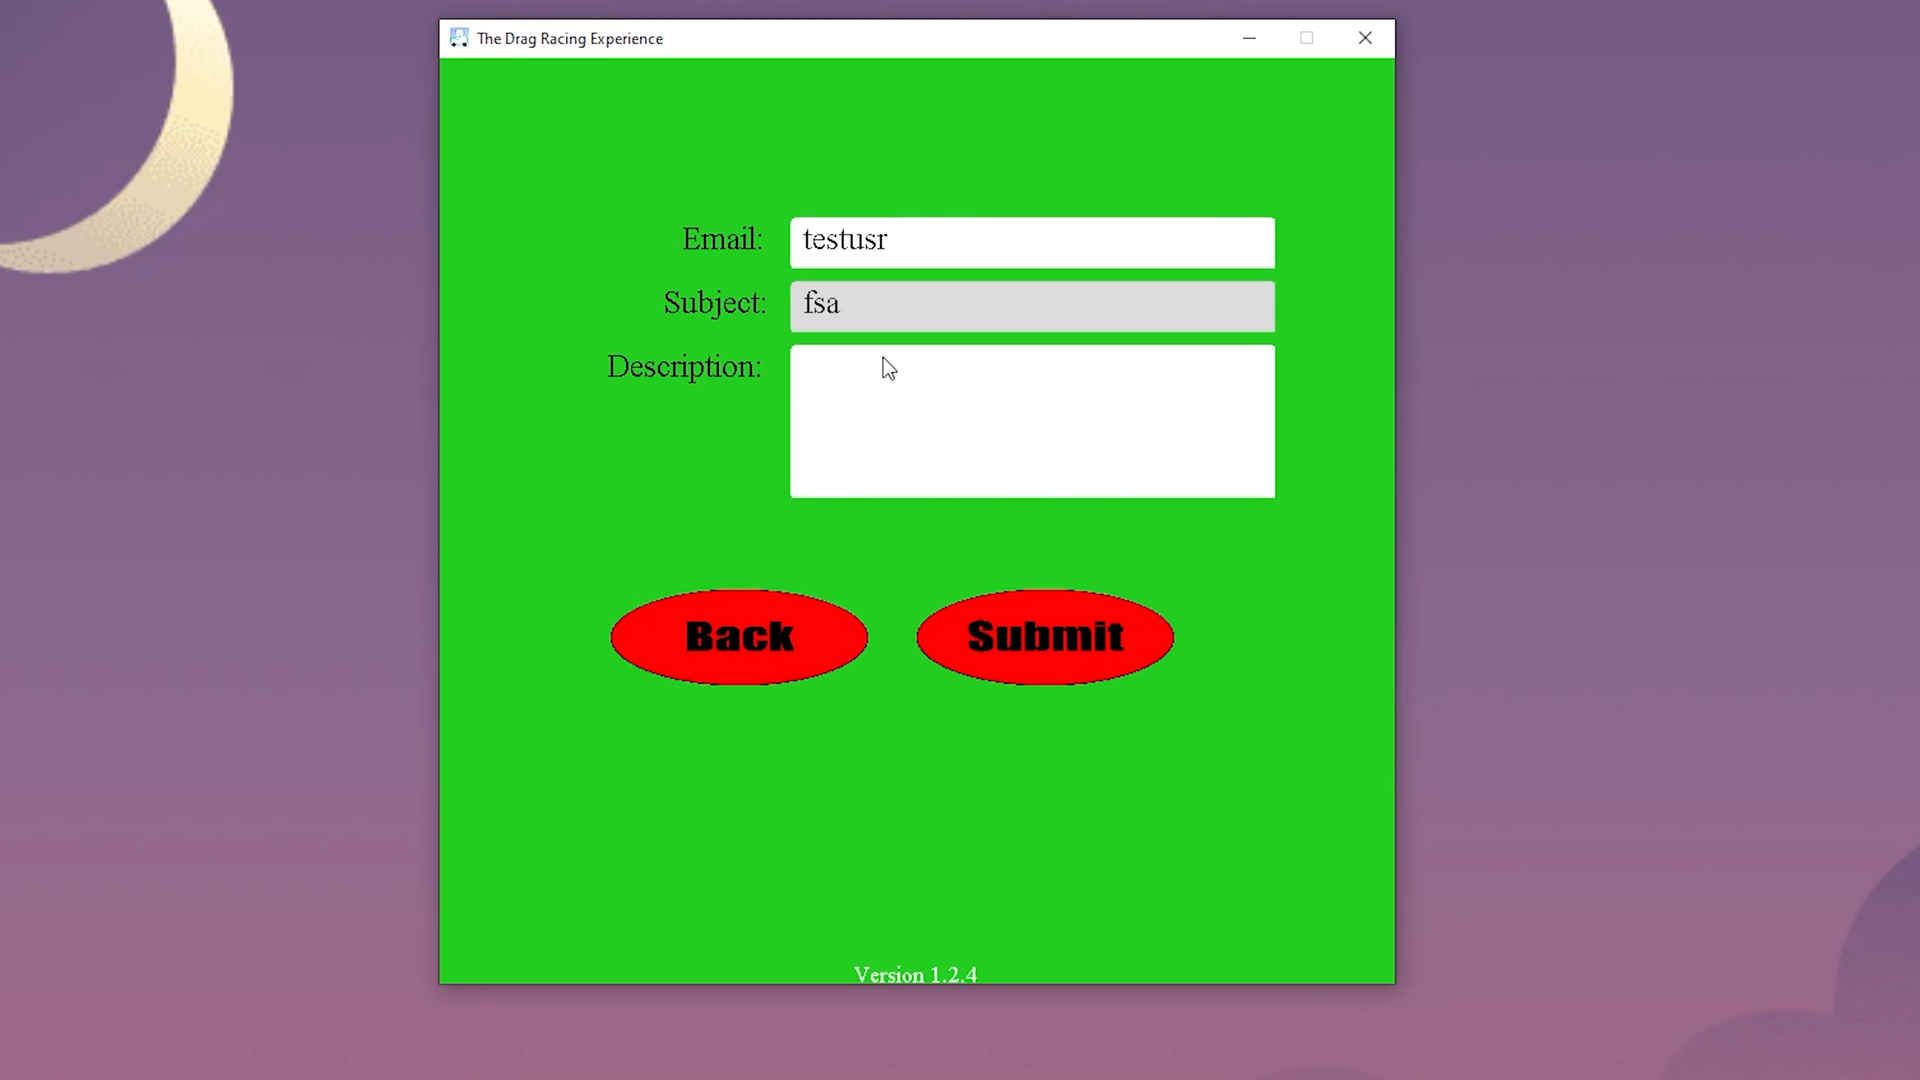 The Drag Racing Experience
Email: testusr
Subject: fsa
Description:
Back Submit
Version 1.2.4